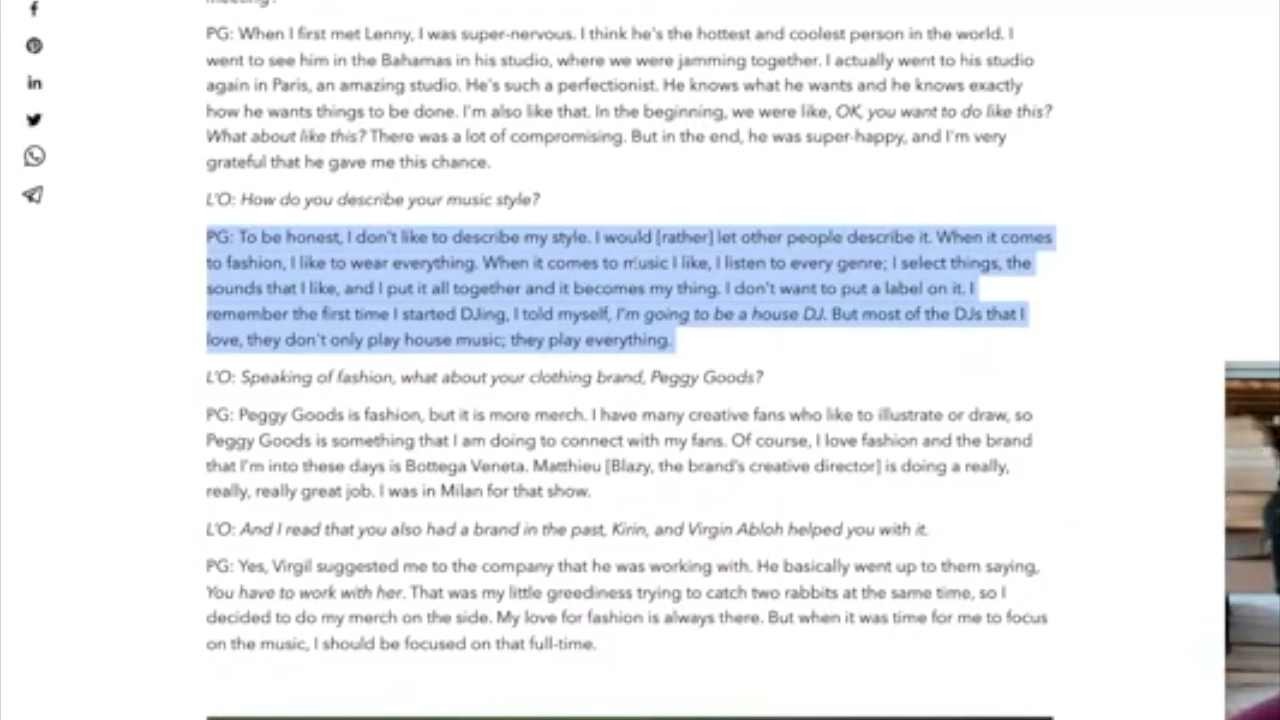 meeting?
PG: When I first met Lenny, I was super-nervous. I think he's the hottest and coolest person in the world. I
went to see him in the Bahamas in his studio, where we were jamming together. I actually went to his studio
again in Paris, an amazing studio. He's such a perfectionist. He knows what he wants and he knows exactly
how he wants things to be done. I'm also like that. In the beginning, we were like, OK, you want to do like this?
What about like this? There was a lot of compromising. But in the end, he was super-happy, and I'm very
grateful that he gave me this chance.
L'O: How do you describe your music style?
PG: To be honest, I don't like to describe my style. I would [rather] let other people describe it. When it comes
to fashion, I like to wear everything. When it comes to music I like, I listen to every genre; I select things, the
sounds that I like, and I put it all together and it becomes my thing. I don't want to put a label on it. I
remember the first time I started DJing, I told myself, I'm going to be a house DJ. But most of the DJs that I
love, they don't only play house music; they play everything.
L'O: Speaking of fashion, what about your clothing brand, Peggy Goods?
PG: Peggy Goods is fashion, but it is more merch. I have many creative fans who like to illustrate or draw, so
Peggy Goods is something that I am doing to connect with my fans. Of course, I love fashion and the brand
that I'm into these days is Bottega Veneta. Matthieu [Blazy, the brand's creative director] is doing a really,
really, really great job. I was in Milan for that show.
L'O: And I read that you also had a brand in the past, Kirin, and Virgin Abloh helped you with it.
PG: Yes, Virgil suggested me to the company that he was working with. He basically went up to them saying,
You have to work with her. That was my little greediness trying to catch two rabbits at the same time, so I
decided to do my merch on the side. My love for fashion is always there. But when it was time for me to focus
on the music, I should be focused on that full-time.